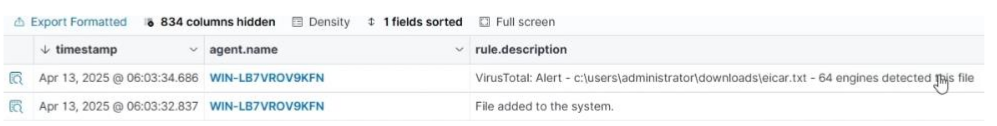 Export Formatted 834 columns hidden Density 1 fields sorted Full screen
timestamp agent.name rule.description
Apr 13, 2025 @ 06:03:34.686 WIN-LB7VROV9KFN VirusTotal: Alert - c:\users\administrator\downloads\eicar.txt - 64 engines detected this file
Apr 13, 2025 @ 06:03:32.837 WIN-LB7VROV9KFN File added to the system.